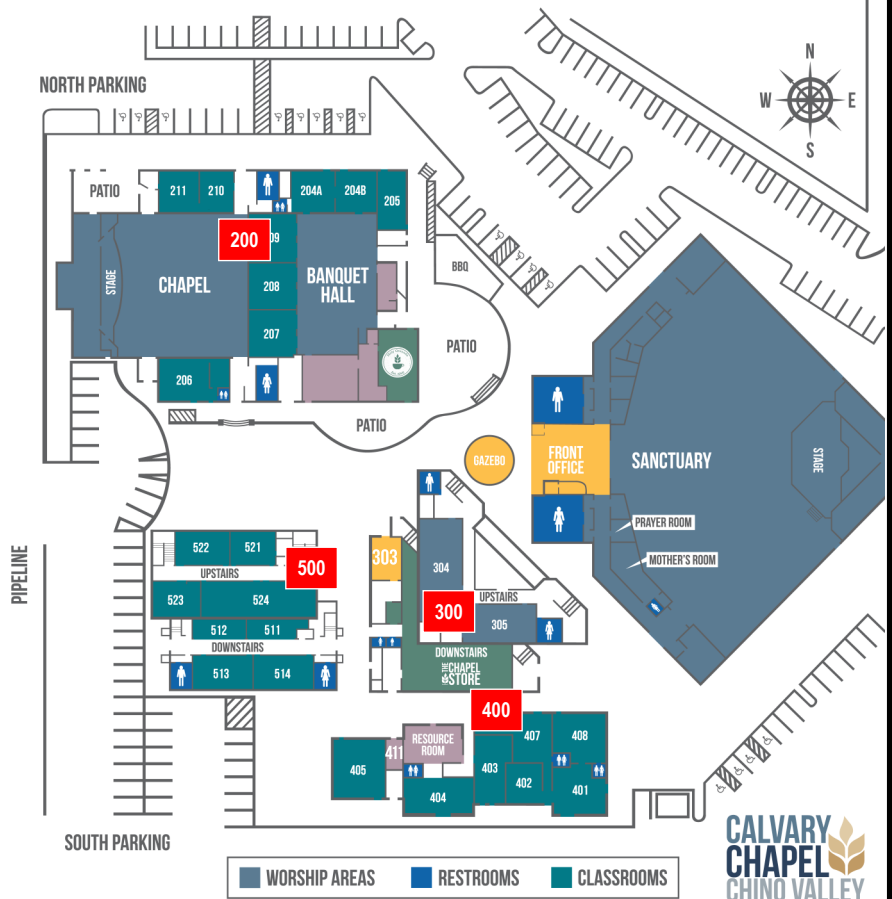 N
W
E
S
NORTH PARKING
PATIO
211
210
204A
204B
205
200
09
CHAPEL
STAGE
208
BANQUET
HALL
207
206
BBQ
PATIO
PATIO
GAZEBO
FRONT
OFFICE
SANCTUARY
STAGE
PRAYER ROOM
MOTHER'S ROOM
PIPELINE
522
521
500
UPSTAIRS
523
524
512
511
DOWNSTAIRS
513
514
303
304
UPSTAIRS
300
305
DOWNSTAIRS
THE CHAPEL
STORE
400
RESOURCE
ROOM
411
405
404
403
407
408
402
401
SOUTH PARKING
WORSHIP AREAS
RESTROOMS
CLASSROOMS
CALVARY
CHAPEL
CHINO VALLEY